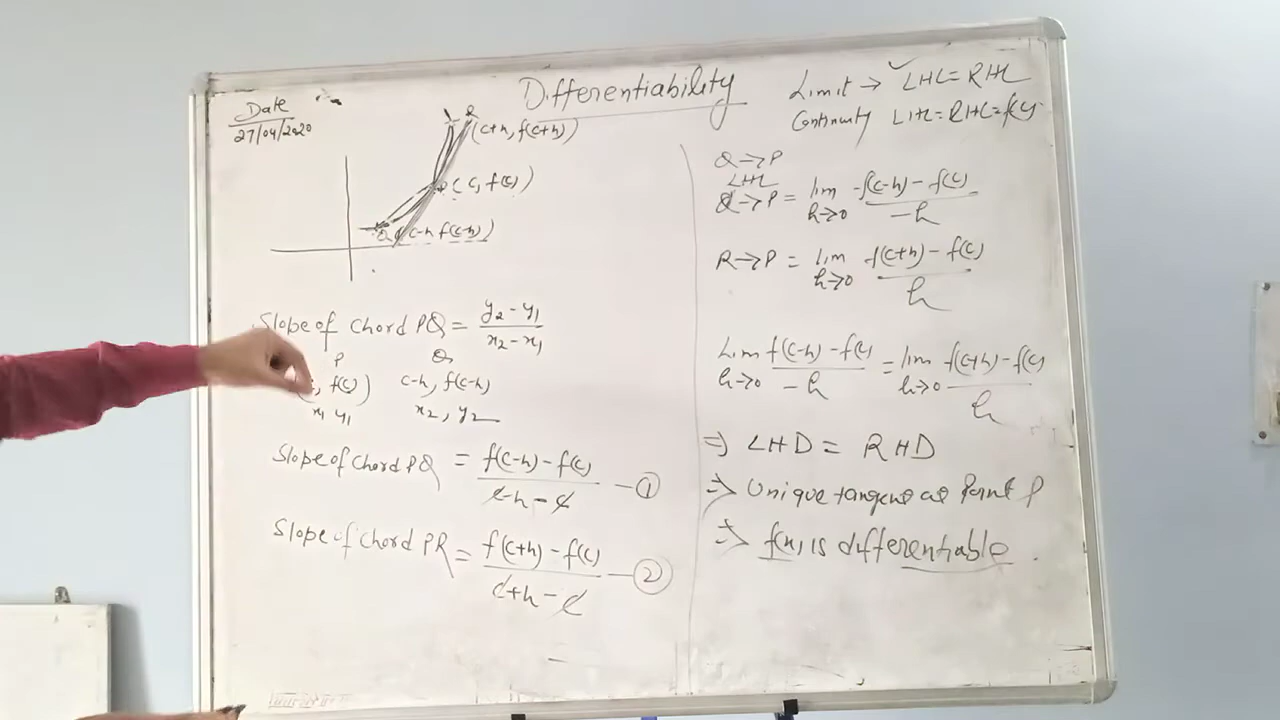 Differentiability
Date
27/04/2020
R
(c+h, f(c+h))
(c, f(c))
Q (c-h f(c-h))
Slope of chord PQ = y2 - y1 / x2 - x1
P Q
, f(c)) c-h, f(c-h)
x1 y1 x2, y2
Slope of chord PQ = f(c-h) - f(c) / c-h-c — ①
Slope of chord PR = f(c+h) - f(c) / c+h-c — ②
Limit → LHL = RHL
Continuity LHL = RHL = f(c)
Q→P
LHL
Q→P = lim h→0 f(c-h) - f(c) / -h
R→P = lim h→0 f(c+h) - f(c) / h
Lim h→0 f(c-h) - f(c) / -h = lim h→0 f(c+h) - f(c) / h
⇒ LHD = RHD
⇒ Unique tangent at Point P
⇒ f(x) is differentiable.